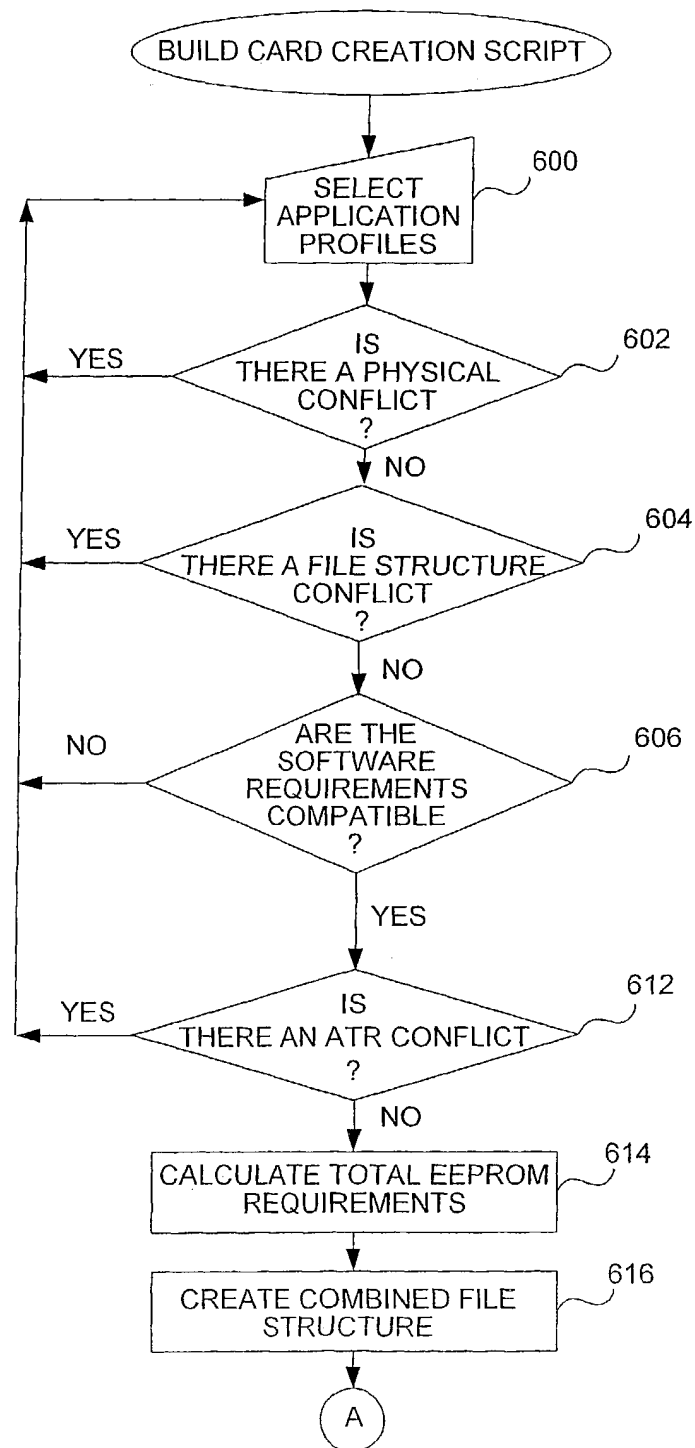 BUILD CARD CREATION SCRIPT
600
SELECT
APPLICATION
PROFILES
602
YES
IS
THERE A PHYSICAL
CONFLICT
?
NO
604
YES
IS
THERE A FILE STRUCTURE
CONFLICT
?
NO
606
NO
ARE THE
SOFTWARE
REQUIREMENTS
COMPATIBLE
?
YES
612
YES
IS
THERE AN ATR CONFLICT
?
NO
614
CALCULATE TOTAL EEPROM
REQUIREMENTS
616
CREATE COMBINED FILE
STRUCTURE
A